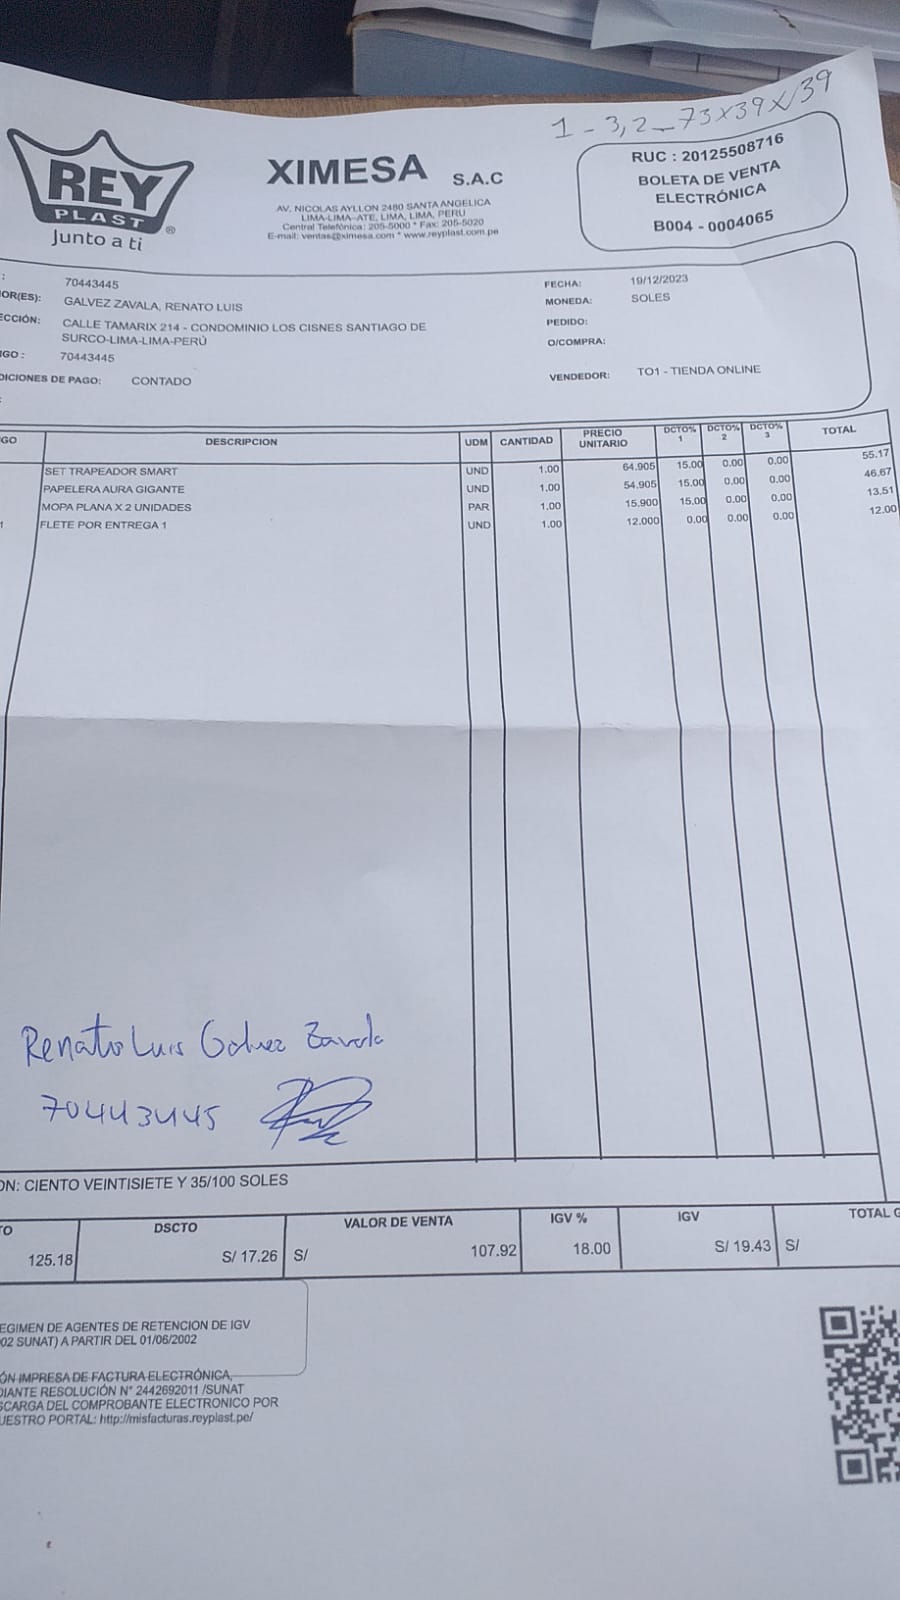 1 - 3,2 - 73x39x/39
REY
PLAST
®
Junto a ti
XIMESA S.A.C
AV. NICOLAS AYLLON 2480 SANTA ANGELICA
LIMA-LIMA-ATE, LIMA, LIMA, PERU
Central Telefónica: 205-5000 * Fax: 205-5020
E-mail: ventas@ximesa.com * www.reyplast.com.pe
RUC : 20125508716
BOLETA DE VENTA
ELECTRÓNICA
B004 - 0004065
: 70443445
OR(ES): GALVEZ ZAVALA, RENATO LUIS
ECCIÓN: CALLE TAMARIX 214 - CONDOMINIO LOS CISNES SANTIAGO DE
SURCO-LIMA-LIMA-PERÚ
IGO : 70443445
DICIONES DE PAGO: CONTADO
:
FECHA: 19/12/2023
MONEDA: SOLES
PEDIDO:
O/COMPRA:
VENDEDOR: TO1 - TIENDA ONLINE
IGO DESCRIPCION UDM CANTIDAD PRECIO UNITARIO DCTO% 1 DCTO% 2 DCTO% 3 TOTAL
SET TRAPEADOR SMART UND 1.00 64.905 15.00 0.00 0.00 55.17
PAPELERA AURA GIGANTE UND 1.00 54.905 15.00 0.00 0.00 46.67
MOPA PLANA X 2 UNIDADES PAR 1.00 15.900 15.00 0.00 0.00 13.51
1 FLETE POR ENTREGA 1 UND 1.00 12.000 0.00 0.00 0.00 12.00
Renato Luis Galvez Zavala
70443445
ON: CIENTO VEINTISIETE Y 35/100 SOLES
TO DSCTO VALOR DE VENTA IGV % IGV TOTAL G
125.18 S/ 17.26 S/ 107.92 18.00 S/ 19.43 S/
EGIMEN DE AGENTES DE RETENCION DE IGV
002 SUNAT) A PARTIR DEL 01/06/2002
ÓN IMPRESA DE FACTURA ELECTRÓNICA,
DIANTE RESOLUCIÓN N° 2442692011 /SUNAT
SCARGA DEL COMPROBANTE ELECTRONICO POR
UESTRO PORTAL: http://misfacturas.reyplast.pe/